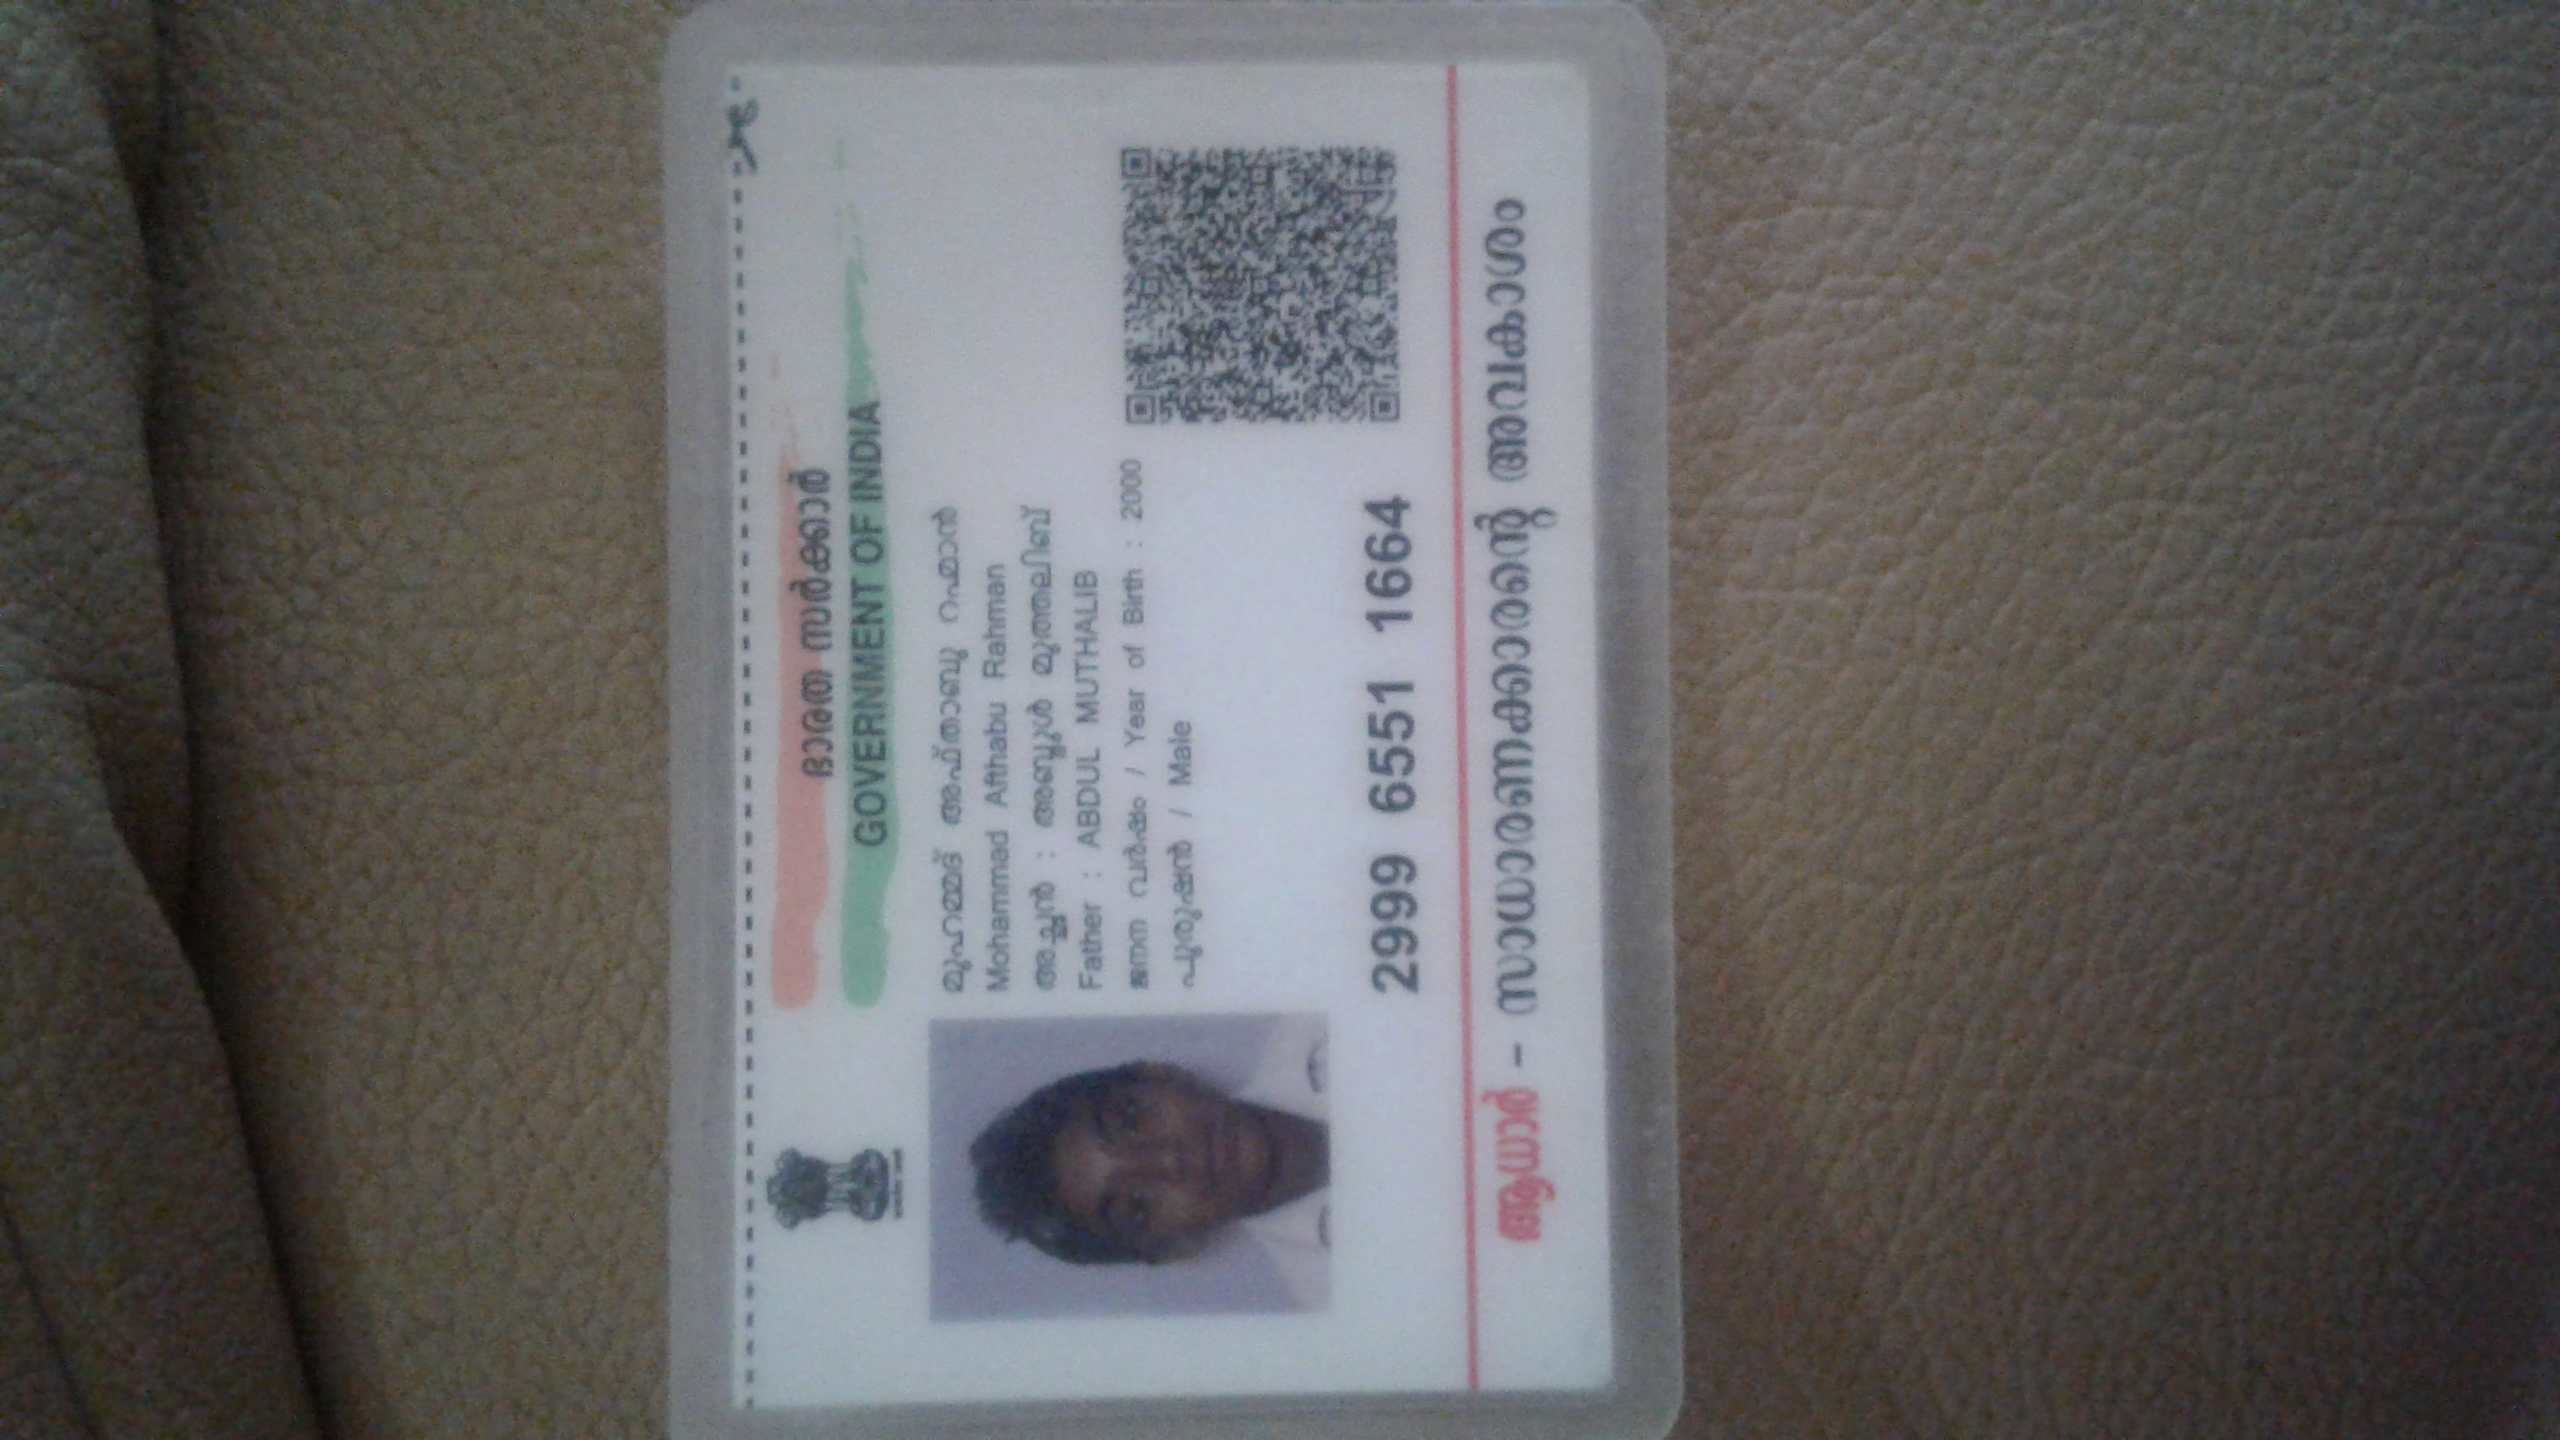 ഭാരത സർക്കാർ
GOVERNMENT OF INDIA
മുഹമ്മദ് അഫ്താബു റഹ്മാൻ
Mohammad Afthabu Rahman
അച്ഛൻ : അബ്ദുൾ മുത്തലിബ്
Father : ABDUL MUTHALIB
ജനന വർഷം / Year of Birth : 2000
പുരുഷൻ / Male
2999 6551 1664
ആധാർ - സാധാരണക്കാരന്റെ അവകാശം